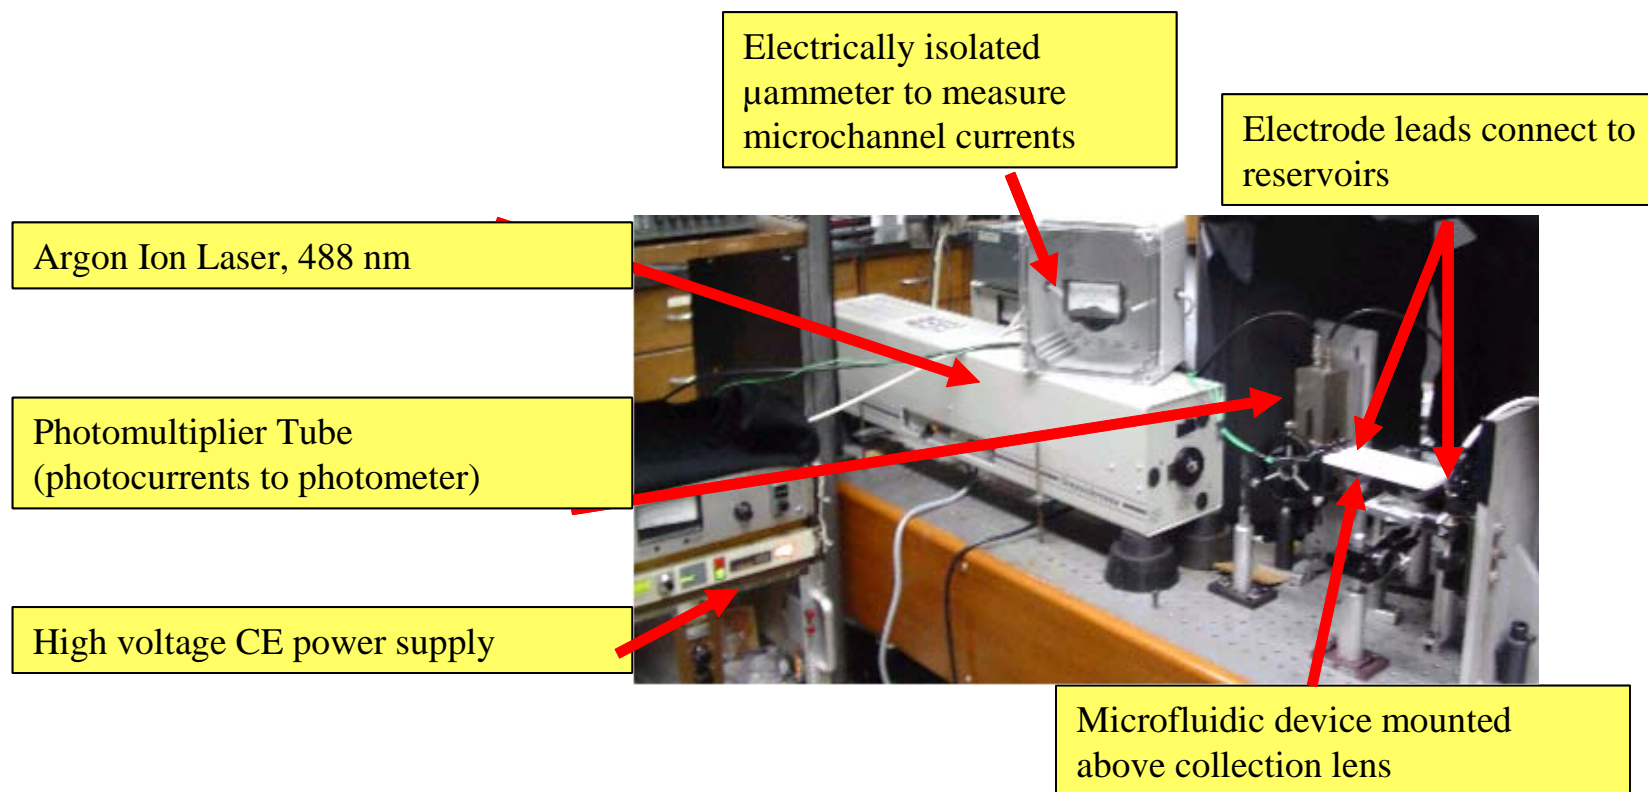 Electrically isolated
µammeter to measure
microchannel currents
Electrode leads connect to
reservoirs
Argon Ion Laser, 488 nm
Photomultiplier Tube
(photocurrents to photometer)
High voltage CE power supply
Microfluidic device mounted
above collection lens